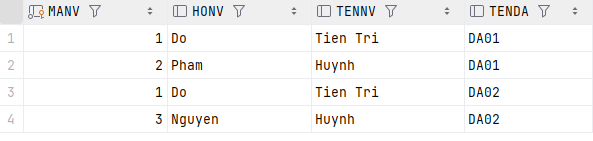 MANV HONV TENNV TENDA
1 1 Do Tien Tri DA01
2 2 Pham Huynh DA01
3 1 Do Tien Tri DA02
4 3 Nguyen Huynh DA02